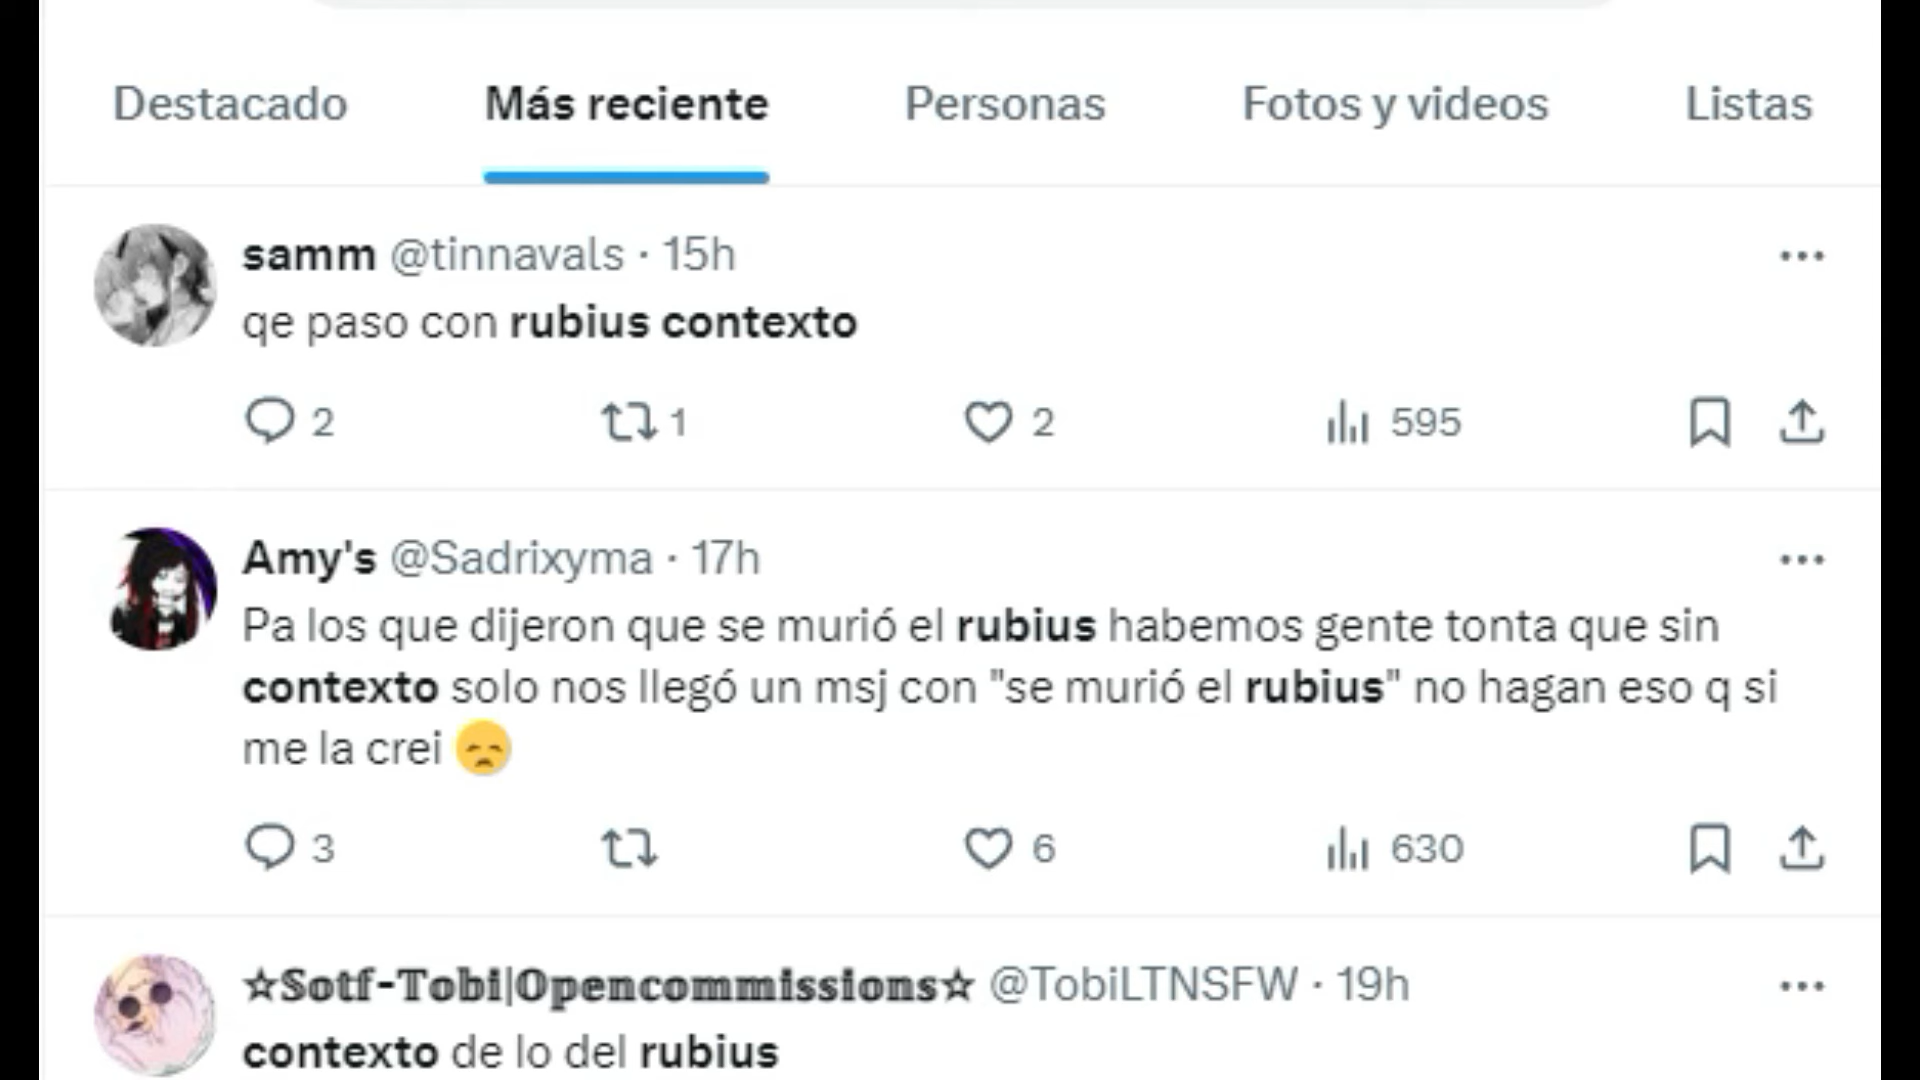 Destacado Más reciente Personas Fotos y videos Listas
samm @tinnavals · 15h
qe paso con rubius contexto
2 1 2 595
Amy's @Sadrixyma · 17h
Pa los que dijeron que se murió el rubius habemos gente tonta que sin
contexto solo nos llegó un msj con "se murió el rubius" no hagan eso q si
me la crei 😞
3 6 630
☆𝕊𝕠𝕥𝕗-𝕋𝕠𝕓𝕚|𝕆𝕡𝕖𝕟𝕔𝕠𝕞𝕞𝕚𝕤𝕤𝕚𝕠𝕟𝕤☆ @TobiLTNSFW · 19h
contexto de lo del rubius